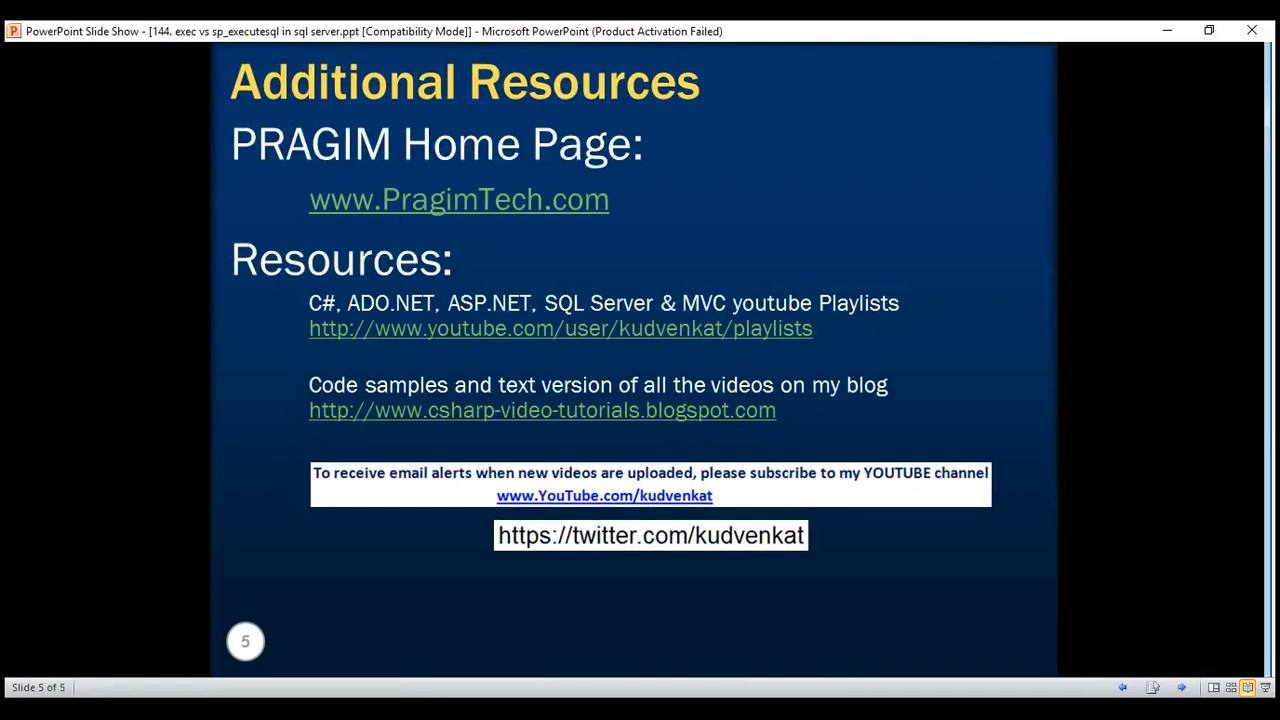 PowerPoint Slide Show - [144. exec vs sp_executesql in sql server.ppt [Compatibility Mode]] - Microsoft PowerPoint (Product Activation Failed)
Additional Resources
PRAGIM Home Page:
www.PragimTech.com
Resources:
C#, ADO.NET, ASP.NET, SQL Server & MVC youtube Playlists
http://www.youtube.com/user/kudvenkat/playlists
Code samples and text version of all the videos on my blog
http://www.csharp-video-tutorials.blogspot.com
To receive email alerts when new videos are uploaded, please subscribe to my YOUTUBE channel
www.YouTube.com/kudvenkat
https://twitter.com/kudvenkat
5
Slide 5 of 5